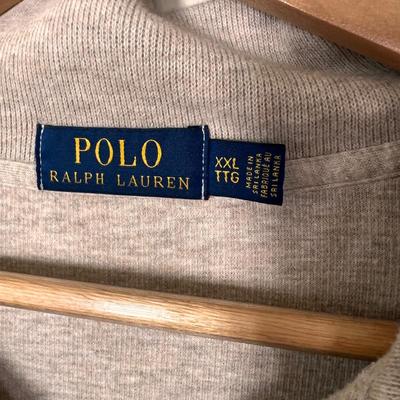 POLO
RALPH LAUREN
XXL
TTG
MADE IN
SRI LANKA
FABRIQUÉ AU
SRI LANKA